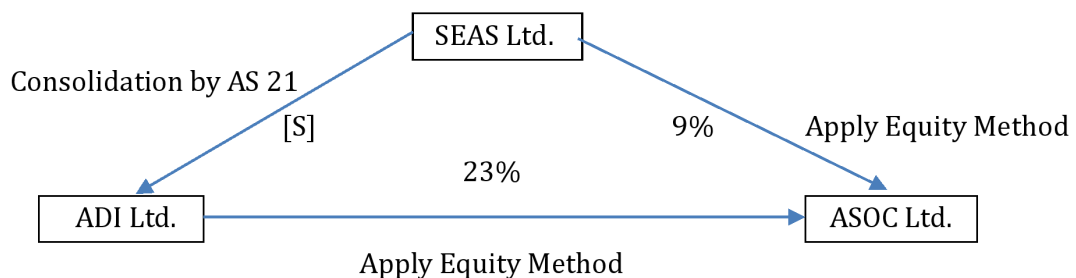 SEAS Ltd.
Consolidation by AS 21
[S]
9%
Apply Equity Method
23%
ADI Ltd.
ASOC Ltd.
Apply Equity Method